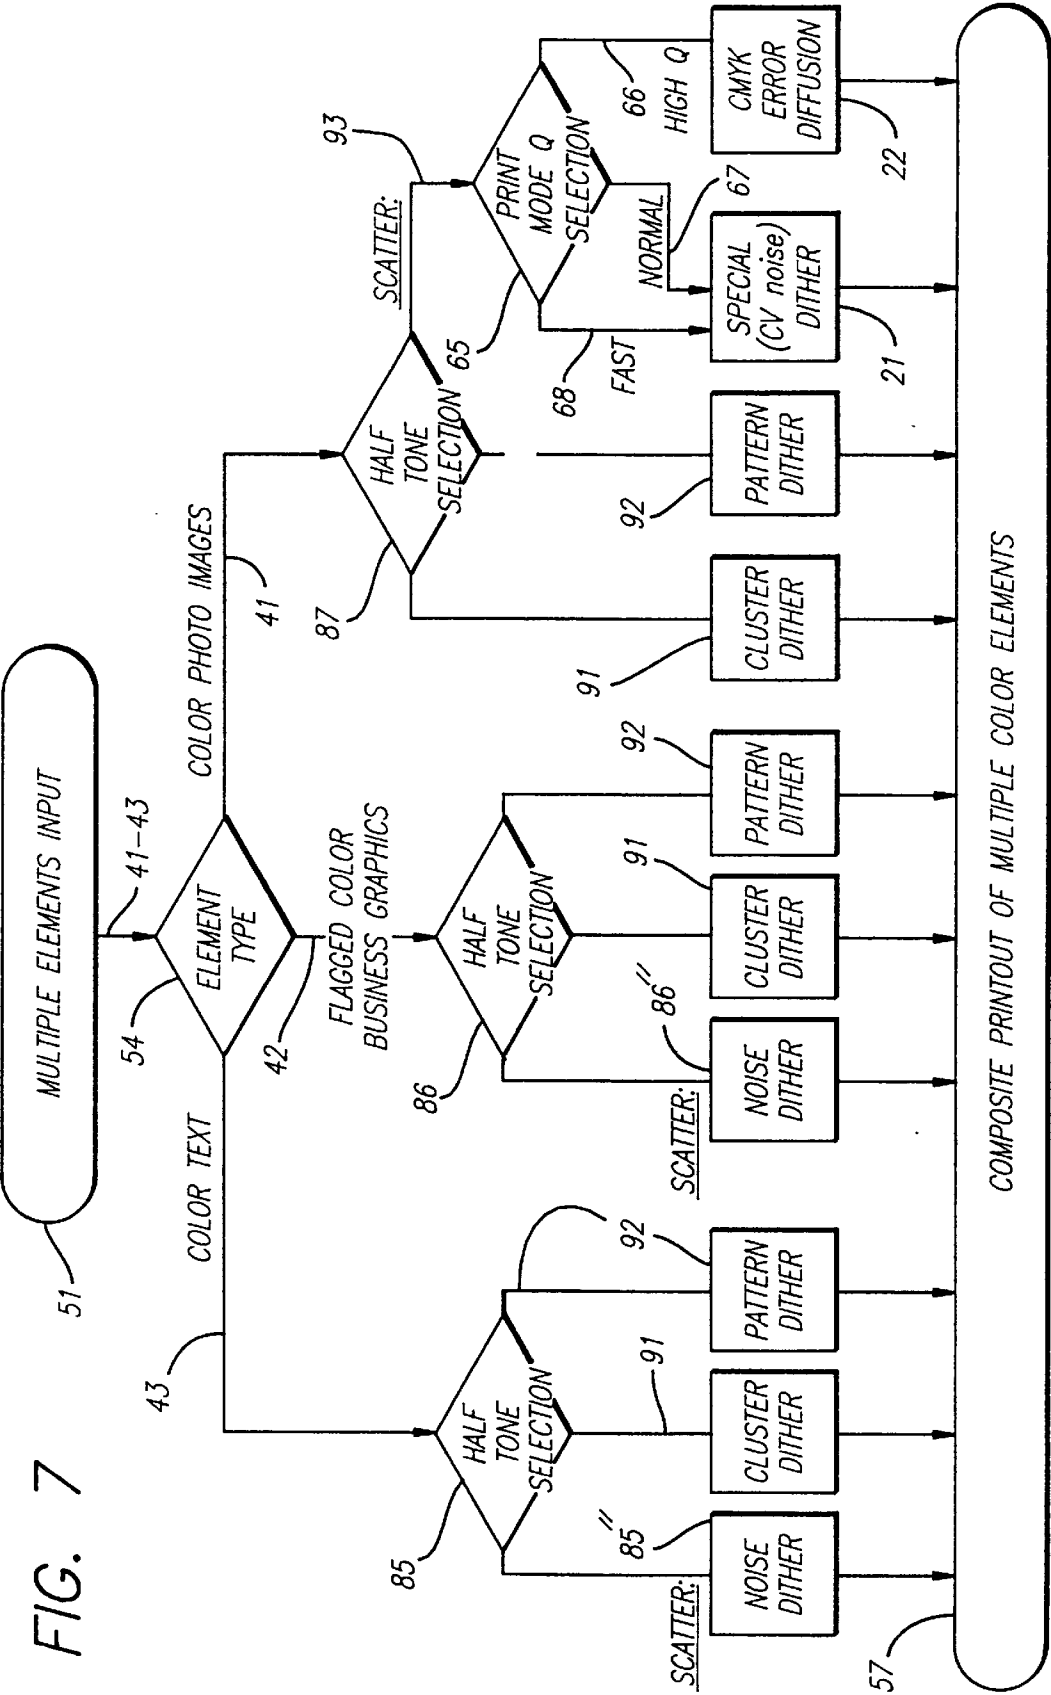 FIG. 7
51
MULTIPLE ELEMENTS INPUT
41-43
54
ELEMENT
TYPE
43
COLOR TEXT
42
FLAGGED COLOR
BUSINESS GRAPHICS
COLOR PHOTO IMAGES
41
85
HALF
TONE
SELECTION
86
HALF
TONE
SELECTION
87
HALF
TONE
SELECTION
SCATTER:
93
65
PRINT
MODE Q
SELECTION
68
FAST
NORMAL
67
66
HIGH Q
SCATTER:
85"
NOISE
DITHER
91
CLUSTER
DITHER
92
PATTERN
DITHER
SCATTER:
86"
NOISE
DITHER
91
CLUSTER
DITHER
92
PATTERN
DITHER
91
CLUSTER
DITHER
92
PATTERN
DITHER
SPECIAL
(CV noise)
DITHER
21
CMYK
ERROR
DIFFUSION
22
57
COMPOSITE PRINTOUT OF MULTIPLE COLOR ELEMENTS